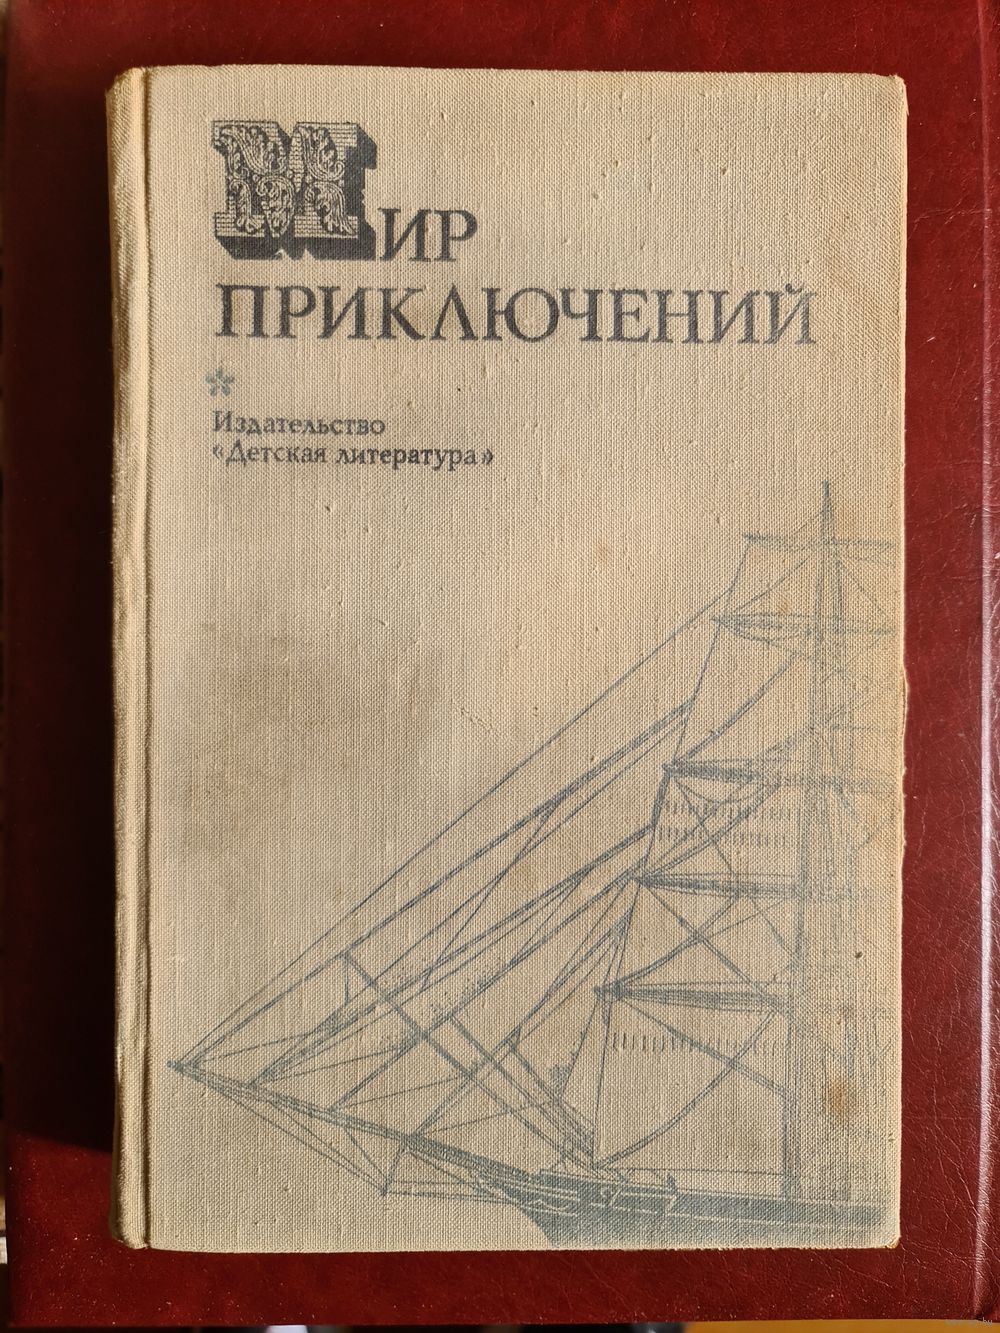 Мир
приключений
Издательство
«Детская литература»